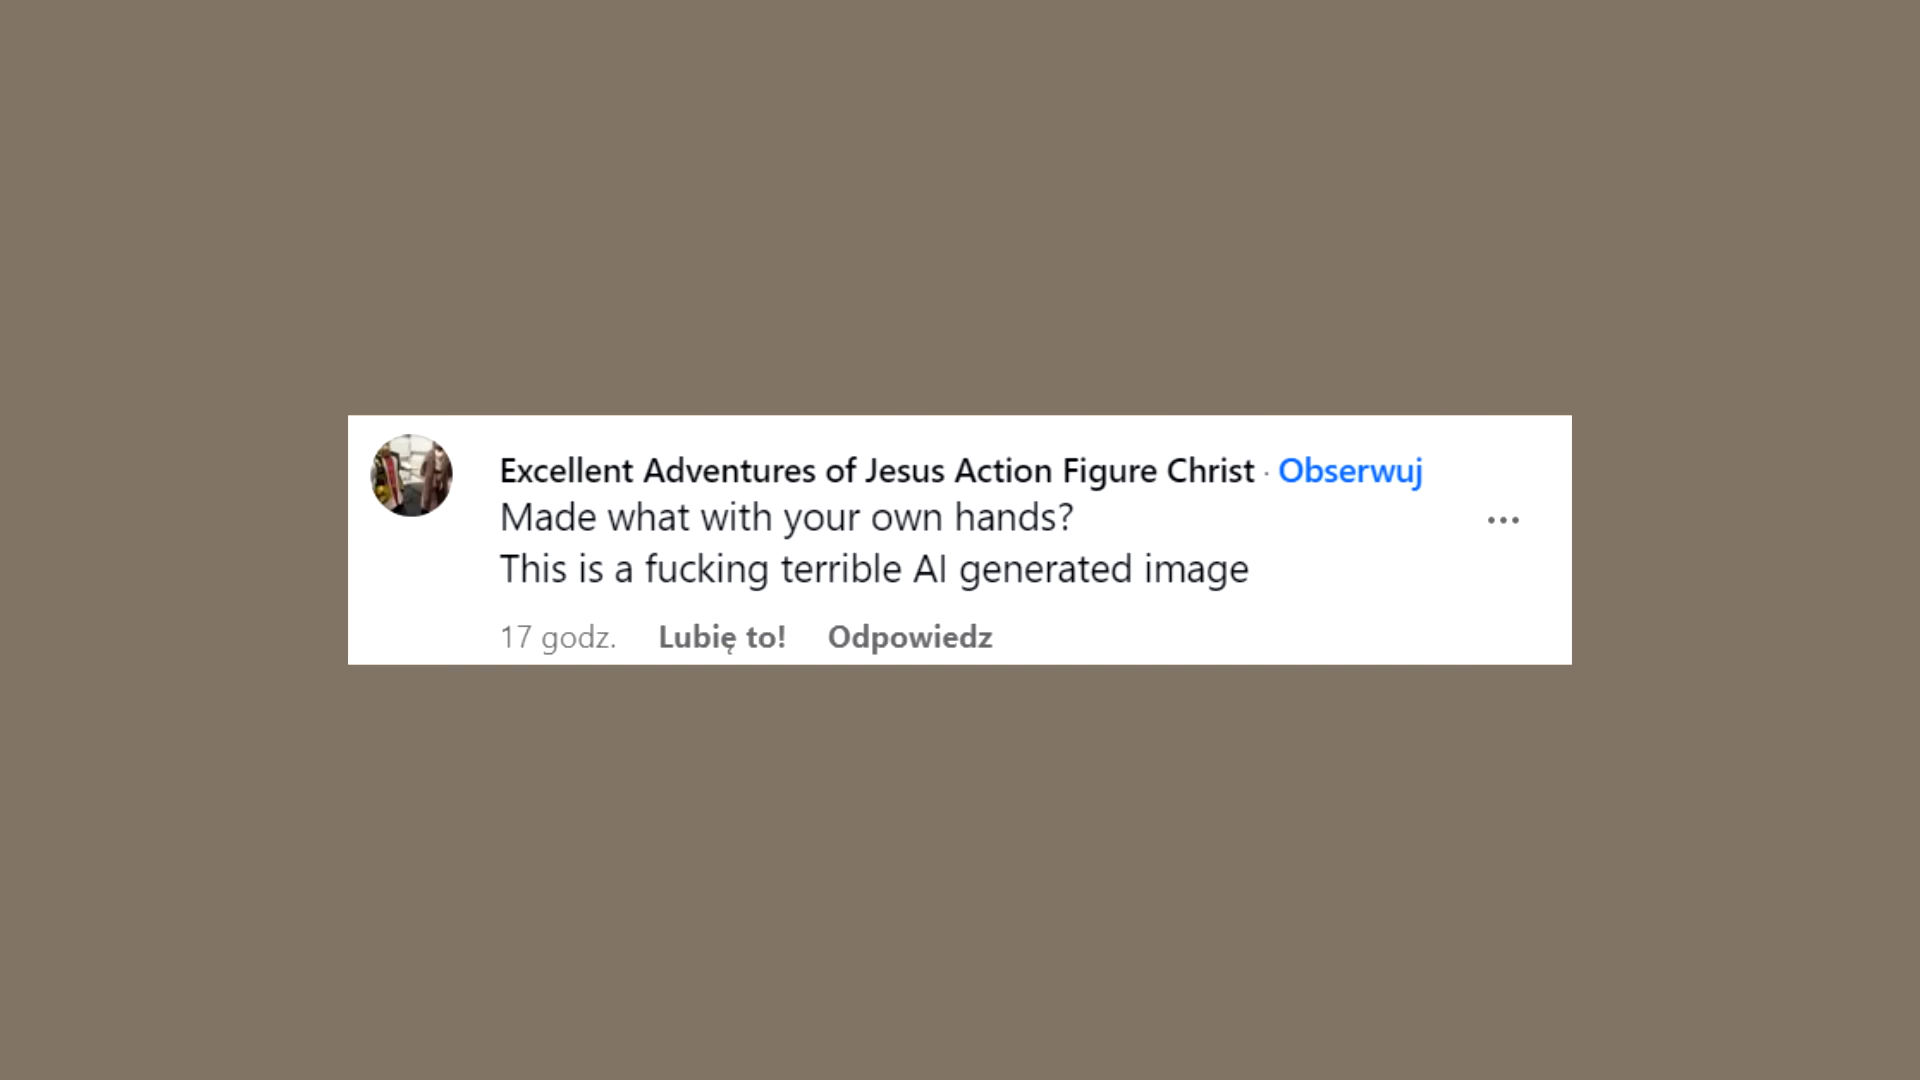 Excellent Adventures of Jesus Action Figure Christ · Obserwuj
Made what with your own hands?
This is a fucking terrible AI generated image
17 godz. Lubię to! Odpowiedz